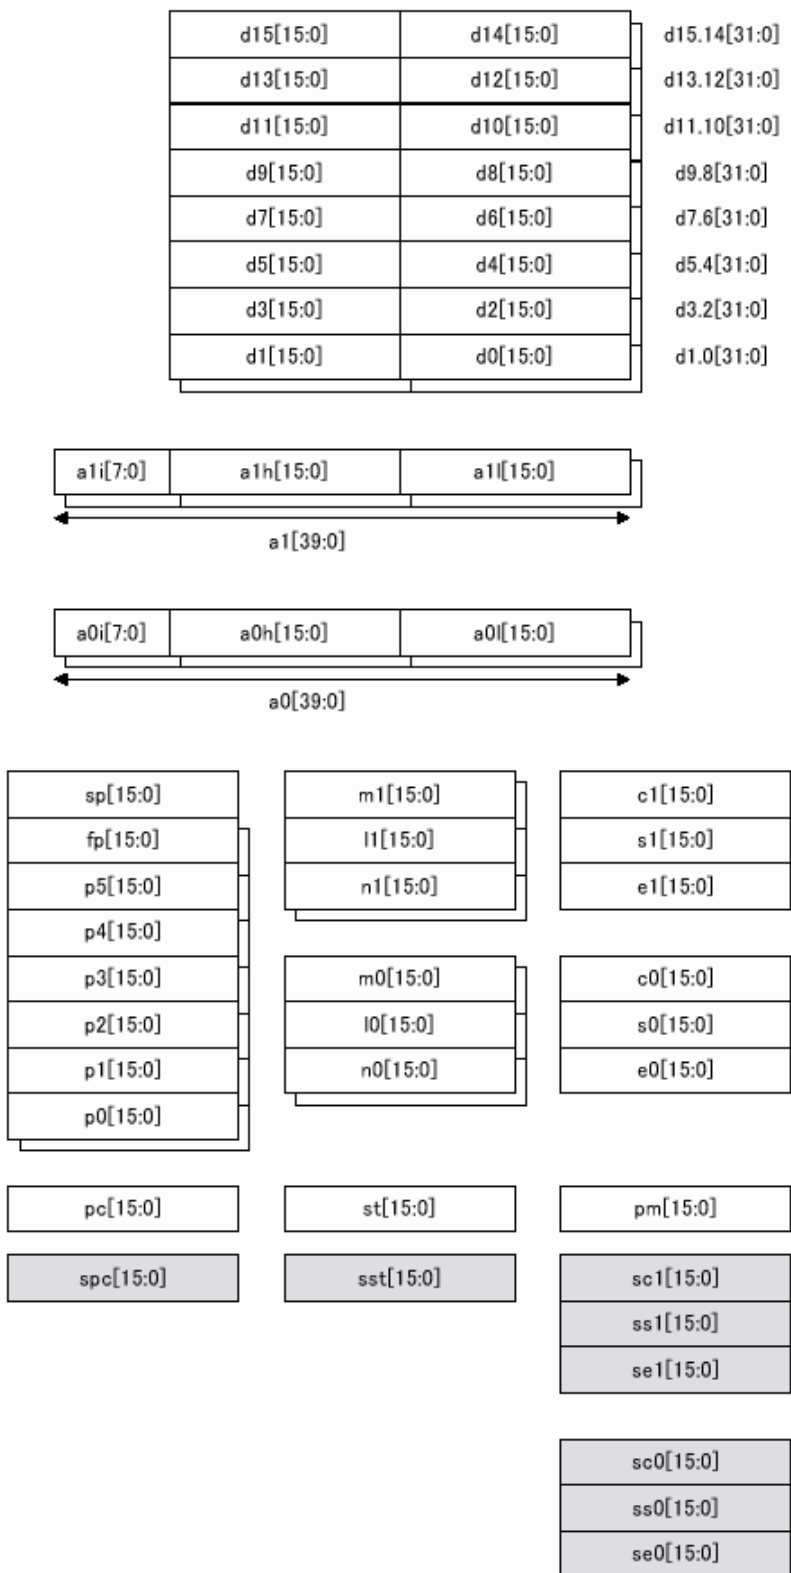 d15[15:0] d14[15:0] d15.14[31:0]
d13[15:0] d12[15:0] d13.12[31:0]
d11[15:0] d10[15:0] d11.10[31:0]
d9[15:0] d8[15:0] d9.8[31:0]
d7[15:0] d6[15:0] d7.6[31:0]
d5[15:0] d4[15:0] d5.4[31:0]
d3[15:0] d2[15:0] d3.2[31:0]
d1[15:0] d0[15:0] d1.0[31:0]
a1i[7:0] a1h[15:0] a1l[15:0]
a1[39:0]
a0i[7:0] a0h[15:0] a0l[15:0]
a0[39:0]
sp[15:0] m1[15:0] c1[15:0]
fp[15:0] l1[15:0] s1[15:0]
p5[15:0] n1[15:0] e1[15:0]
p4[15:0]
p3[15:0] m0[15:0] c0[15:0]
p2[15:0] l0[15:0] s0[15:0]
p1[15:0] n0[15:0] e0[15:0]
p0[15:0]
pc[15:0] st[15:0] pm[15:0]
spc[15:0] sst[15:0] sc1[15:0]
ss1[15:0]
se1[15:0]
sc0[15:0]
ss0[15:0]
se0[15:0]